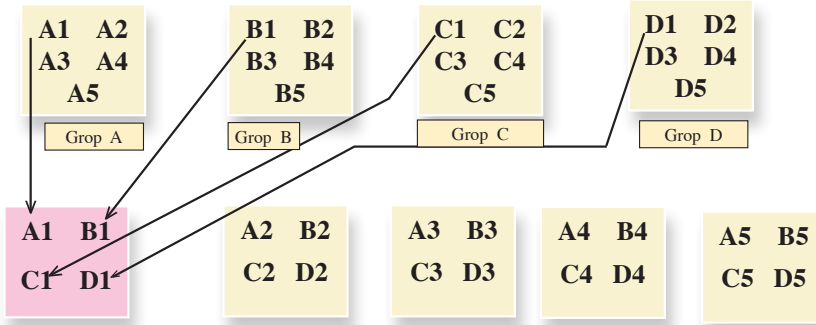 A1 A2
A3 A4
A5
Grop A
B1 B2
B3 B4
B5
Grop B
C1 C2
C3 C4
C5
Grop C
D1 D2
D3 D4
D5
Grop D
A1 B1
C1 D1
A2 B2
C2 D2
A3 B3
C3 D3
A4 B4
C4 D4
A5 B5
C5 D5